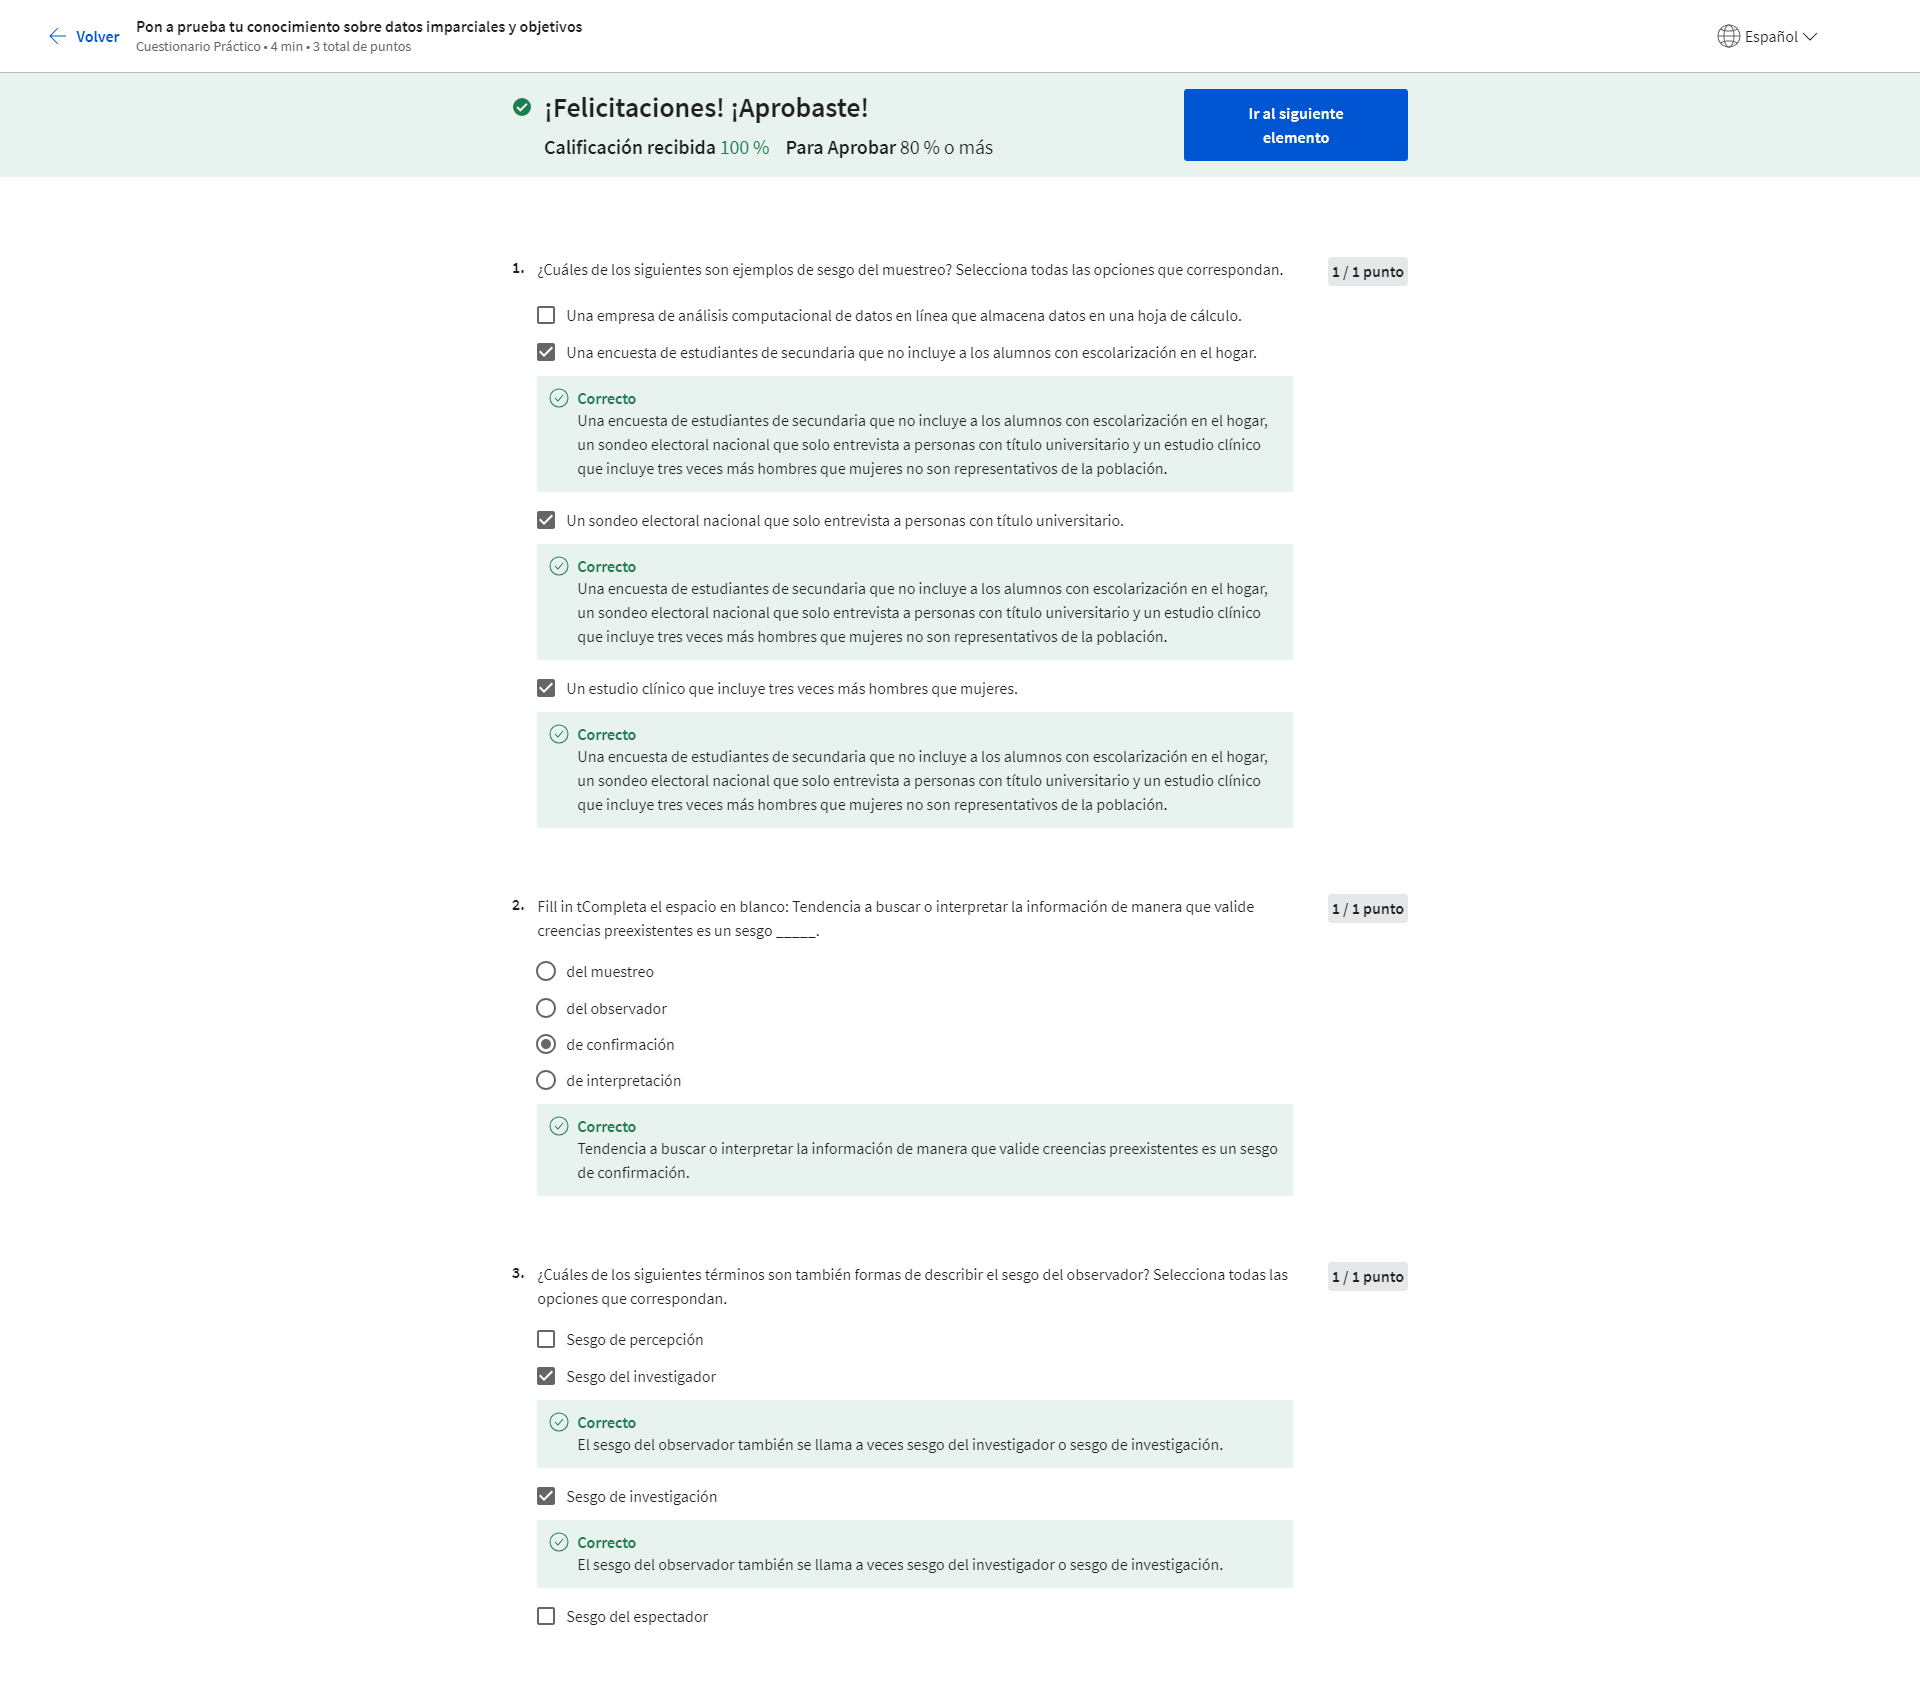 Volver
Pon a prueba tu conocimiento sobre datos imparciales y objetivos
Cuestionario Práctico • 4 min • 3 total de puntos
Español
¡Felicitaciones! ¡Aprobaste!
Calificación recibida 100 % Para Aprobar 80 % o más
Ir al siguiente
elemento
1. ¿Cuáles de los siguientes son ejemplos de sesgo del muestreo? Selecciona todas las opciones que correspondan.
1 / 1 punto
Una empresa de análisis computacional de datos en línea que almacena datos en una hoja de cálculo.
Una encuesta de estudiantes de secundaria que no incluye a los alumnos con escolarización en el hogar.
Correcto
Una encuesta de estudiantes de secundaria que no incluye a los alumnos con escolarización en el hogar,
un sondeo electoral nacional que solo entrevista a personas con título universitario y un estudio clínico
que incluye tres veces más hombres que mujeres no son representativos de la población.
Un sondeo electoral nacional que solo entrevista a personas con título universitario.
Correcto
Una encuesta de estudiantes de secundaria que no incluye a los alumnos con escolarización en el hogar,
un sondeo electoral nacional que solo entrevista a personas con título universitario y un estudio clínico
que incluye tres veces más hombres que mujeres no son representativos de la población.
Un estudio clínico que incluye tres veces más hombres que mujeres.
Correcto
Una encuesta de estudiantes de secundaria que no incluye a los alumnos con escolarización en el hogar,
un sondeo electoral nacional que solo entrevista a personas con título universitario y un estudio clínico
que incluye tres veces más hombres que mujeres no son representativos de la población.
2. Fill in tCompleta el espacio en blanco: Tendencia a buscar o interpretar la información de manera que valide
creencias preexistentes es un sesgo _____.
1 / 1 punto
del muestreo
del observador
de confirmación
de interpretación
Correcto
Tendencia a buscar o interpretar la información de manera que valide creencias preexistentes es un sesgo
de confirmación.
3. ¿Cuáles de los siguientes términos son también formas de describir el sesgo del observador? Selecciona todas las
opciones que correspondan.
1 / 1 punto
Sesgo de percepción
Sesgo del investigador
Correcto
El sesgo del observador también se llama a veces sesgo del investigador o sesgo de investigación.
Sesgo de investigación
Correcto
El sesgo del observador también se llama a veces sesgo del investigador o sesgo de investigación.
Sesgo del espectador